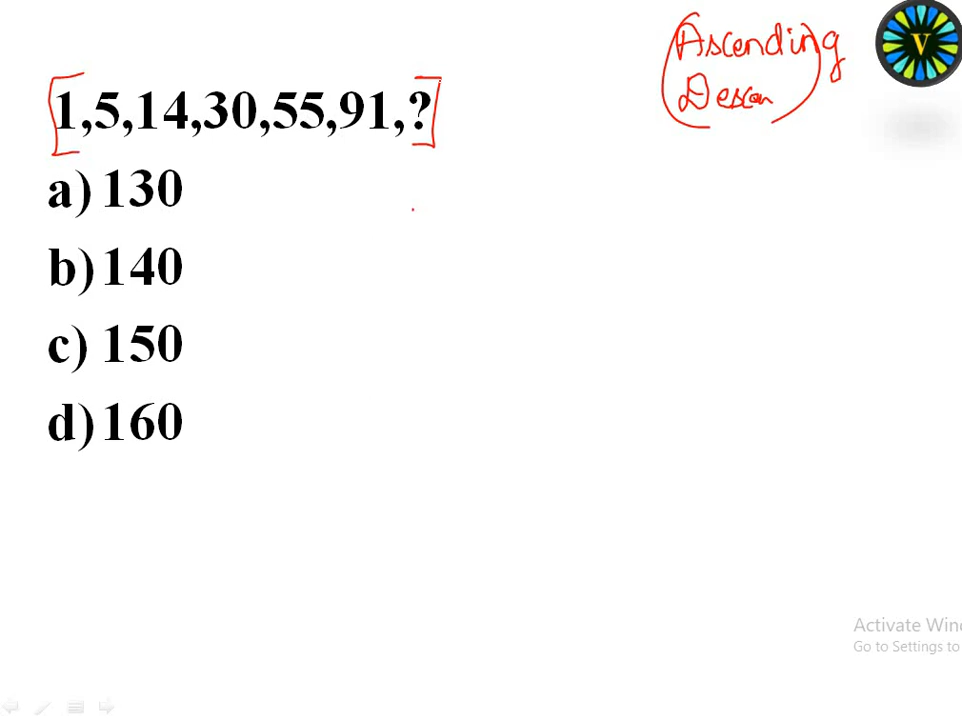 Ascending
Descen
V
1,5,14,30,55,91,?
a) 130
b) 140
c) 150
d) 160
Activate Win
Go to Settings to